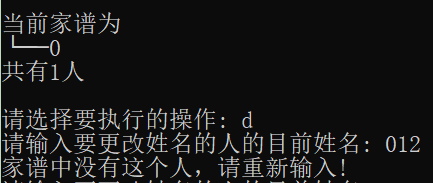 当前家谱为
└──0
共有1人
请选择要执行的操作: d
请输入要更改姓名的人的目前姓名: 012
家谱中没有这个人，请重新输入!